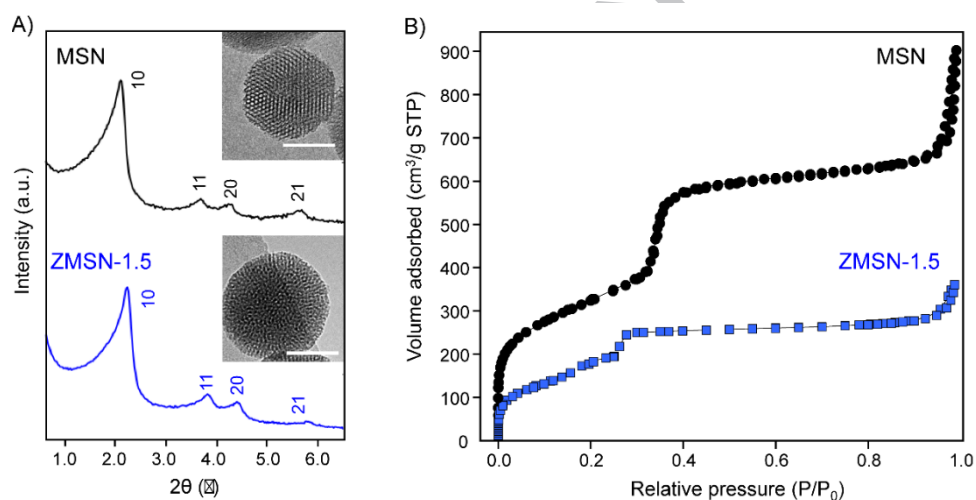 A)
MSN
10
11
20
21
ZMSN-1.5
10
11
20
21
Intensity (a.u.)
1.0 2.0 3.0 4.0 5.0 6.0
2θ (▯)
B)
MSN
ZMSN-1.5
Volume adsorbed (cm³/g STP)
900
800
700
600
500
400
300
200
100
0
0.0 0.2 0.4 0.6 0.8 1.0
Relative pressure (P/P₀)